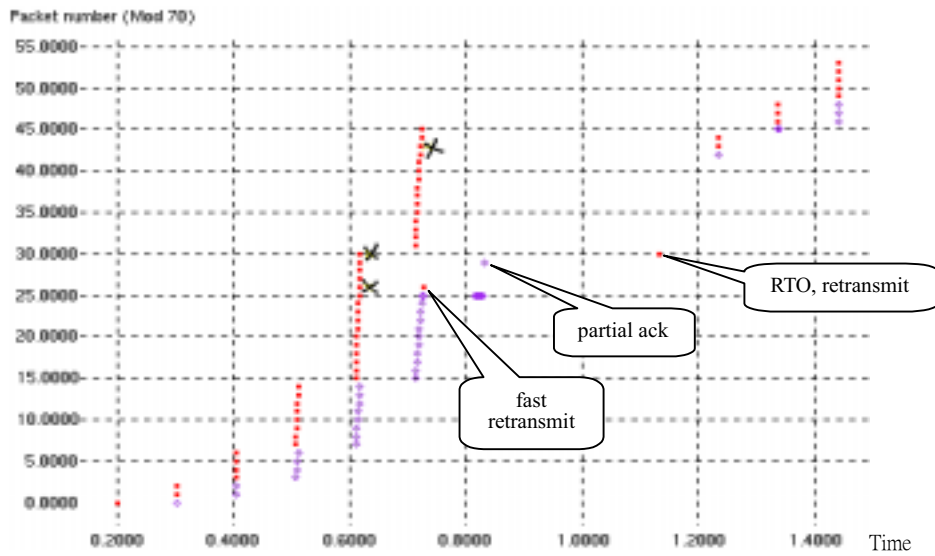 Packet number (Mod 70)
55.0000
50.0000
45.0000
40.0000
35.0000
30.0000
25.0000
20.0000
15.0000
10.0000
5.0000
0.0000
RTO, retransmit
partial ack
fast
retransmit
0.2000 0.4000 0.6000 0.8000 1.0000 1.2000 1.4000 Time